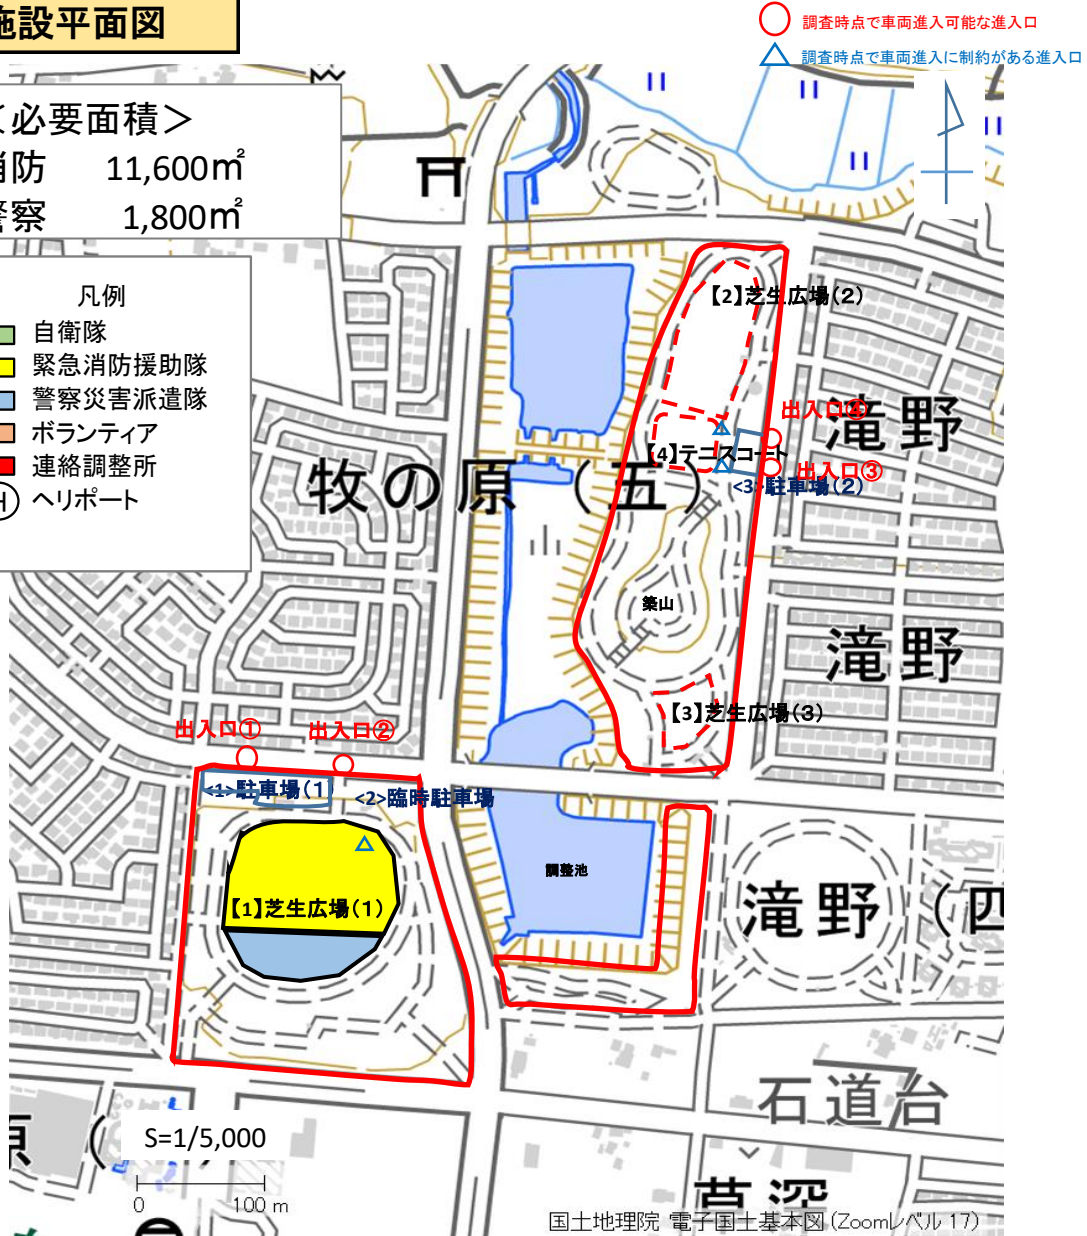 施設平面図
調査時点で車両進入可能な進入口
調査時点で車両進入に制約がある進入口
＜必要面積＞
消防 11,600㎡
警察 1,800㎡
凡例
自衛隊
緊急消防援助隊
警察災害派遣隊
ボランティア
連絡調整所
H ヘリポート
【2】芝生広場(2)
出入口④
滝野
【4】テニスコート
出入口③
<3>駐車場(2)
牧の原（五）
築山
滝野
【3】芝生広場(3)
出入口①
出入口②
<1>駐車場(1)
<2>臨時駐車場
調整池
【1】芝生広場(1)
滝野（四
石道台
原（
S=1/5,000
0 100 m
草深
国土地理院 電子国土基本図(Zoomレベル 17)